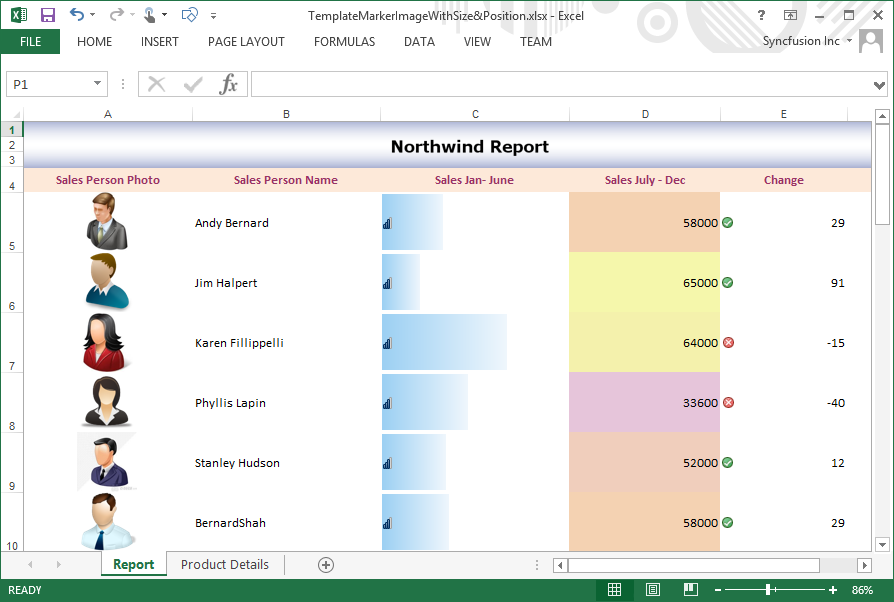 TemplateMarkerImageWithSize&Position.xlsx - Excel
?
FILE HOME INSERT PAGE LAYOUT FORMULAS DATA VIEW TEAM Syncfusion Inc
P1 fx
A B C D E
1
2 Northwind Report
3
4 Sales Person Photo Sales Person Name Sales Jan- June Sales July - Dec Change
5 Andy Bernard 58000 29
6 Jim Halpert 65000 91
7 Karen Fillippelli 64000 -15
8 Phyllis Lapin 33600 -40
9 Stanley Hudson 52000 12
10 BernardShah 58000 29
Report Product Details
READY 86%